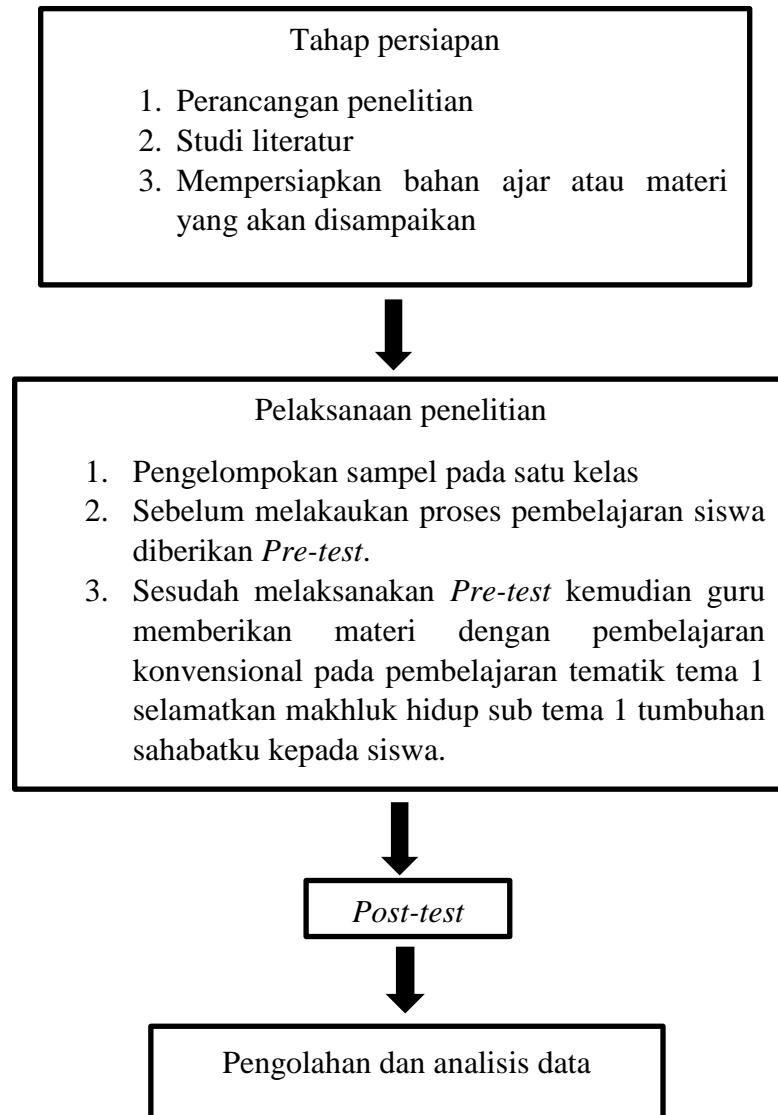 Tahap persiapan
1. Perancangan penelitian
2. Studi literatur
3. Mempersiapkan bahan ajar atau materi
yang akan disampaikan
Pelaksanaan penelitian
1. Pengelompokan sampel pada satu kelas
2. Sebelum melakaukan proses pembelajaran siswa
diberikan Pre-test.
3. Sesudah melaksanakan Pre-test kemudian guru
memberikan materi dengan pembelajaran
konvensional pada pembelajaran tematik tema 1
selamatkan makhluk hidup sub tema 1 tumbuhan
sahabatku kepada siswa.
Post-test
Pengolahan dan analisis data